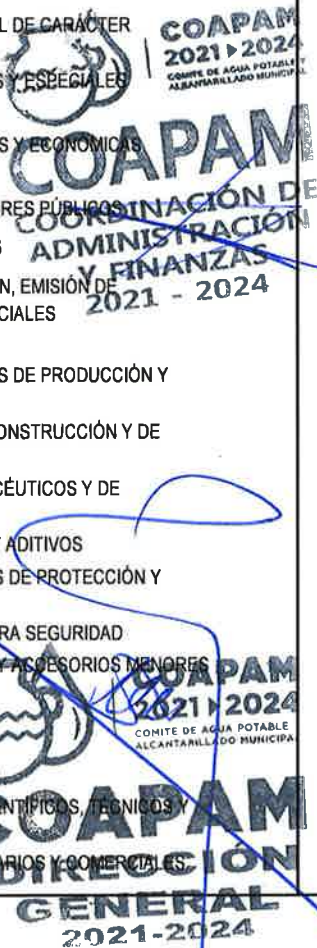 L DE CARÁCTER
COAPAM
2021 ▶ 2024
COMITE DE AGUA POTABLE Y
ALCANTARILLADO MUNICIPAL
S Y ESPECIALES
S Y ECONÓMICAS
COAPAM
RES PÚBLICOS
COORDINACIÓN DE
S
ADMINISTRACIÓN
Y FINANZAS
N, EMISIÓN DE
CIALES
2021 - 2024
S DE PRODUCCIÓN Y
ONSTRUCCIÓN Y DE
CÉUTICOS Y DE
Y ADITIVOS
S DE PROTECCIÓN Y
RA SEGURIDAD
Y ACCESORIOS MENORES
COAPAM
2021 ▶ 2024
COMITE DE AGUA POTABLE
ALCANTARILLADO MUNICIPA
ENTÍFICOS, TÉCNICOS Y
COAPAM
ARIOS Y COMERCIALES
DIRECCIÓN
GENERAL
2021-2024